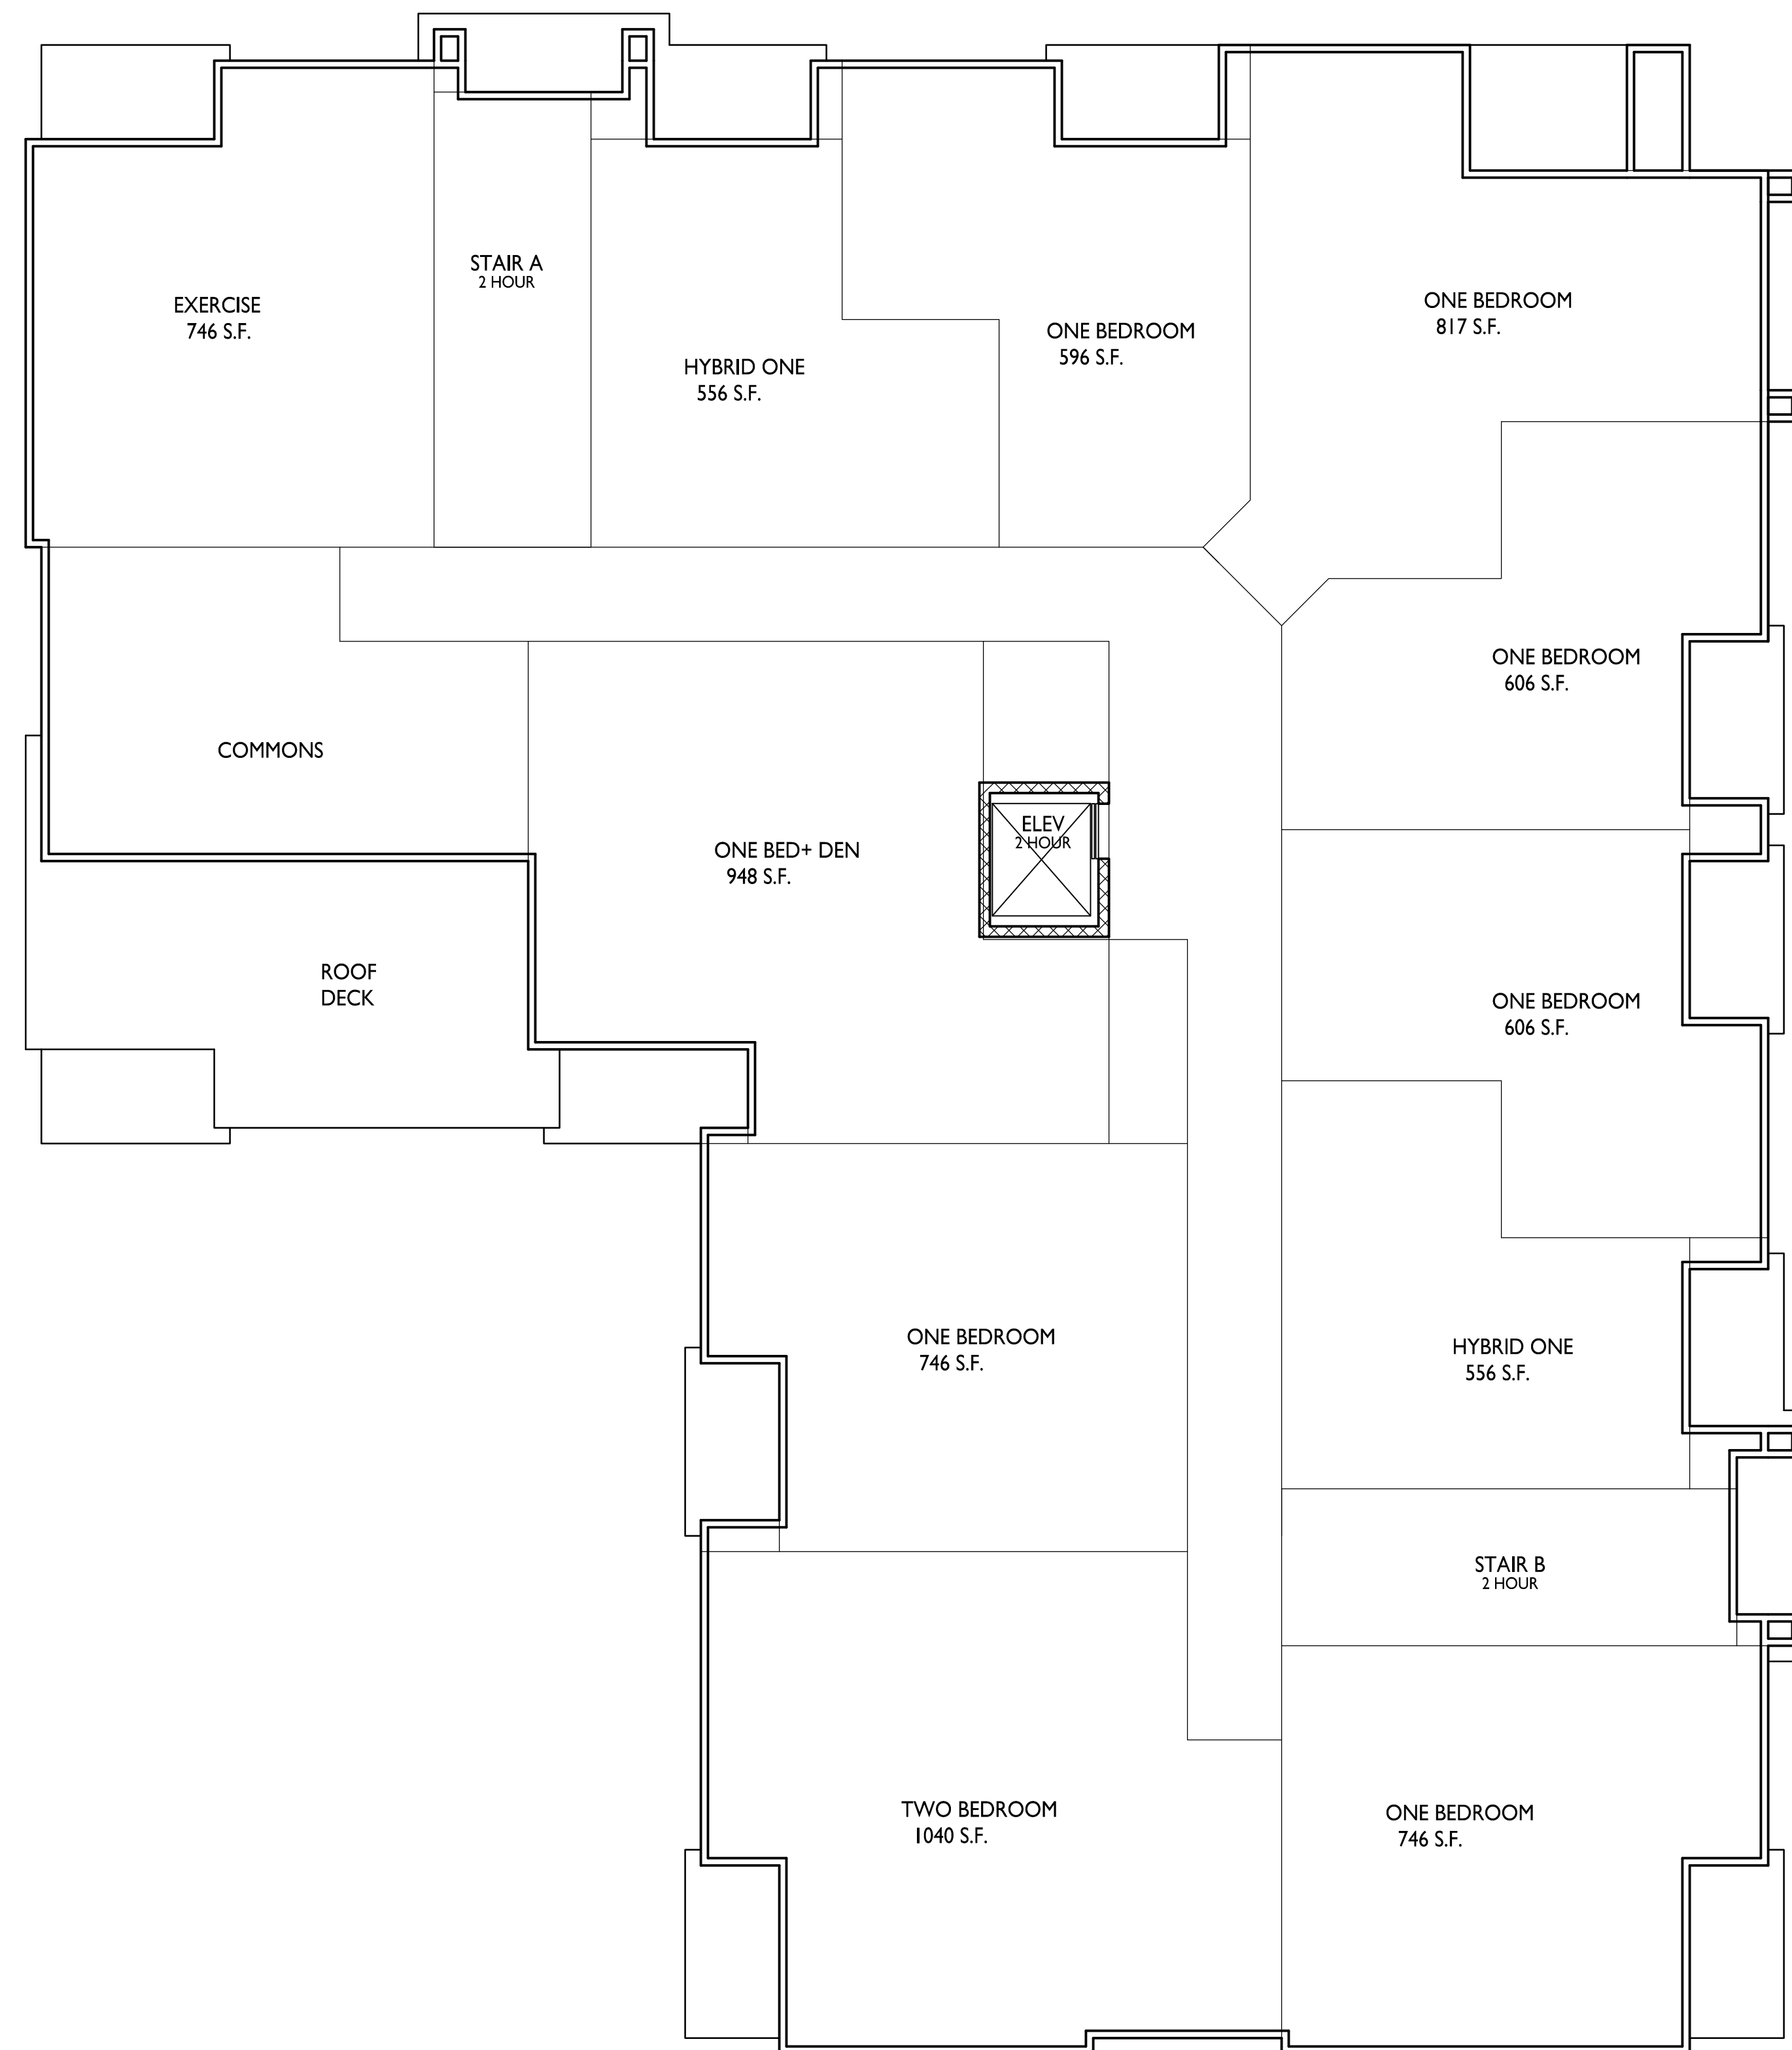 STAIR A
2 HOUR
EXERCISE
746 S.F.
HYBRID ONE
556 S.F.
ONE BEDROOM
596 S.F.
ONE BEDROOM
817 S.F.
ONE BEDROOM
606 S.F.
COMMONS
ONE BED+ DEN
948 S.F.
ELEV
2 HOUR
ROOF
DECK
ONE BEDROOM
606 S.F.
ONE BEDROOM
746 S.F.
HYBRID ONE
556 S.F.
STAIR B
2 HOUR
TWO BEDROOM
1040 S.F.
ONE BEDROOM
746 S.F.